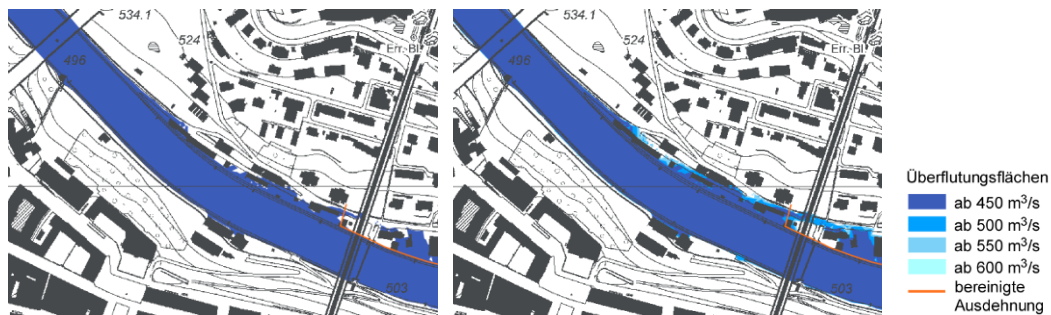 534.1
524
Err.-Bl.
496
503
534.1
524
Err.-Bl.
496
503
Überflutungsflächen
ab 450 m³/s
ab 500 m³/s
ab 550 m³/s
ab 600 m³/s
bereinigte
Ausdehnung